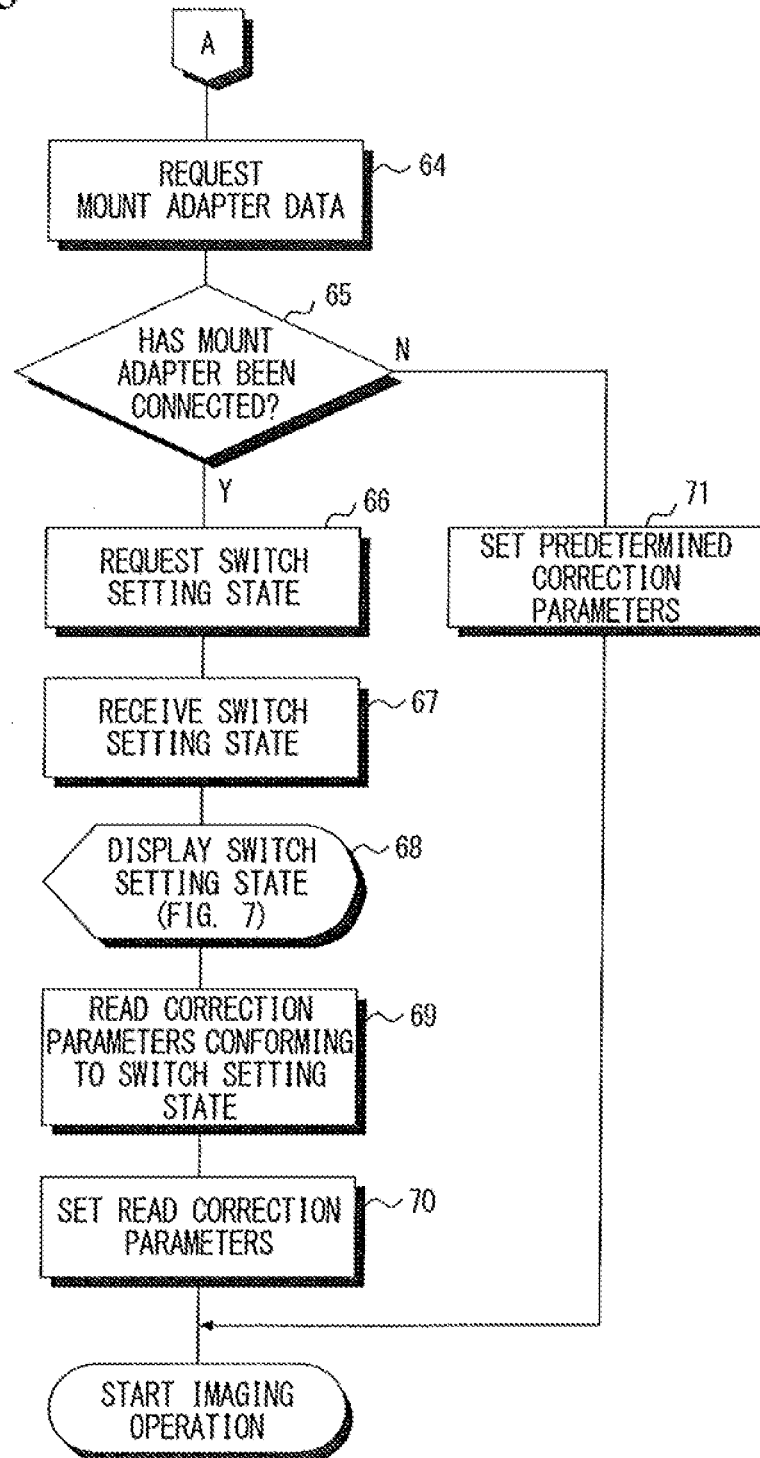 A
REQUEST
MOUNT ADAPTER DATA
64
65
HAS MOUNT
ADAPTER BEEN
CONNECTED?
N
Y
66
REQUEST SWITCH
SETTING STATE
71
SET PREDETERMINED
CORRECTION
PARAMETERS
RECEIVE SWITCH
SETTING STATE
67
DISPLAY SWITCH
SETTING STATE
(FIG. 7)
68
READ CORRECTION
PARAMETERS CONFORMING
TO SWITCH SETTING
STATE
69
SET READ CORRECTION
PARAMETERS
70
START IMAGING
OPERATION